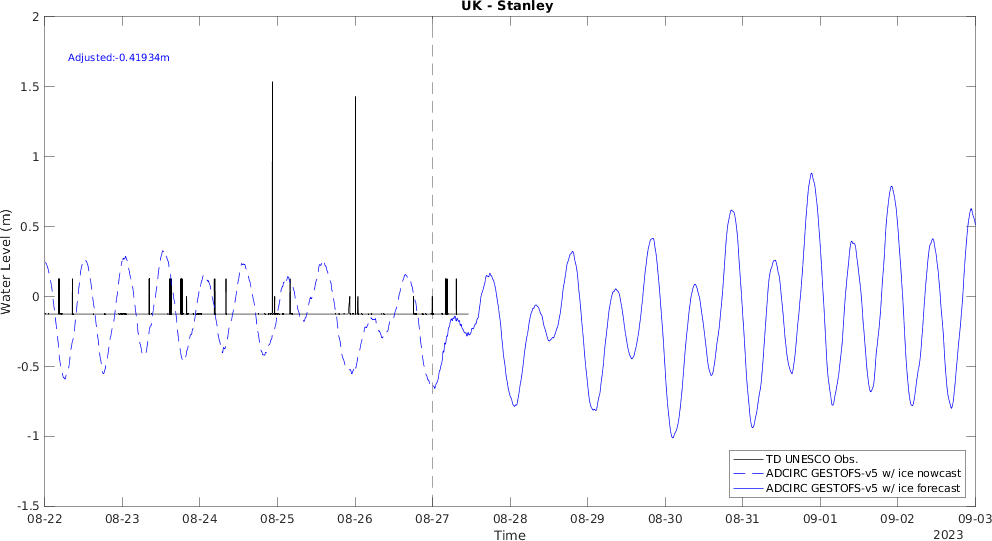 UK - Stanley
Adjusted:-0.41934m
2
1.5
1
0.5
0
-0.5
-1
-1.5
Water Level (m)
TD UNESCO Obs.
ADCIRC GESTOFS-v5 w/ ice nowcast
ADCIRC GESTOFS-v5 w/ ice forecast
08-22 08-23 08-24 08-25 08-26 08-27 08-28 08-29 08-30 08-31 09-01 09-02 09-03
Time
2023